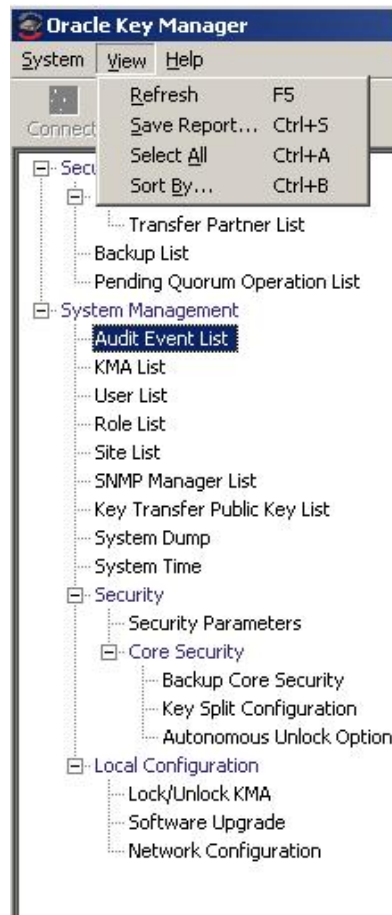 Oracle Key Manager
System View Help
Refresh F5
Connect Save Report... Ctrl+S
Select All Ctrl+A
Sort By... Ctrl+B
Transfer Partner List
Backup List
Pending Quorum Operation List
System Management
Audit Event List
KMA List
User List
Role List
Site List
SNMP Manager List
Key Transfer Public Key List
System Dump
System Time
Security
Security Parameters
Core Security
Backup Core Security
Key Split Configuration
Autonomous Unlock Option
Local Configuration
Lock/Unlock KMA
Software Upgrade
Network Configuration